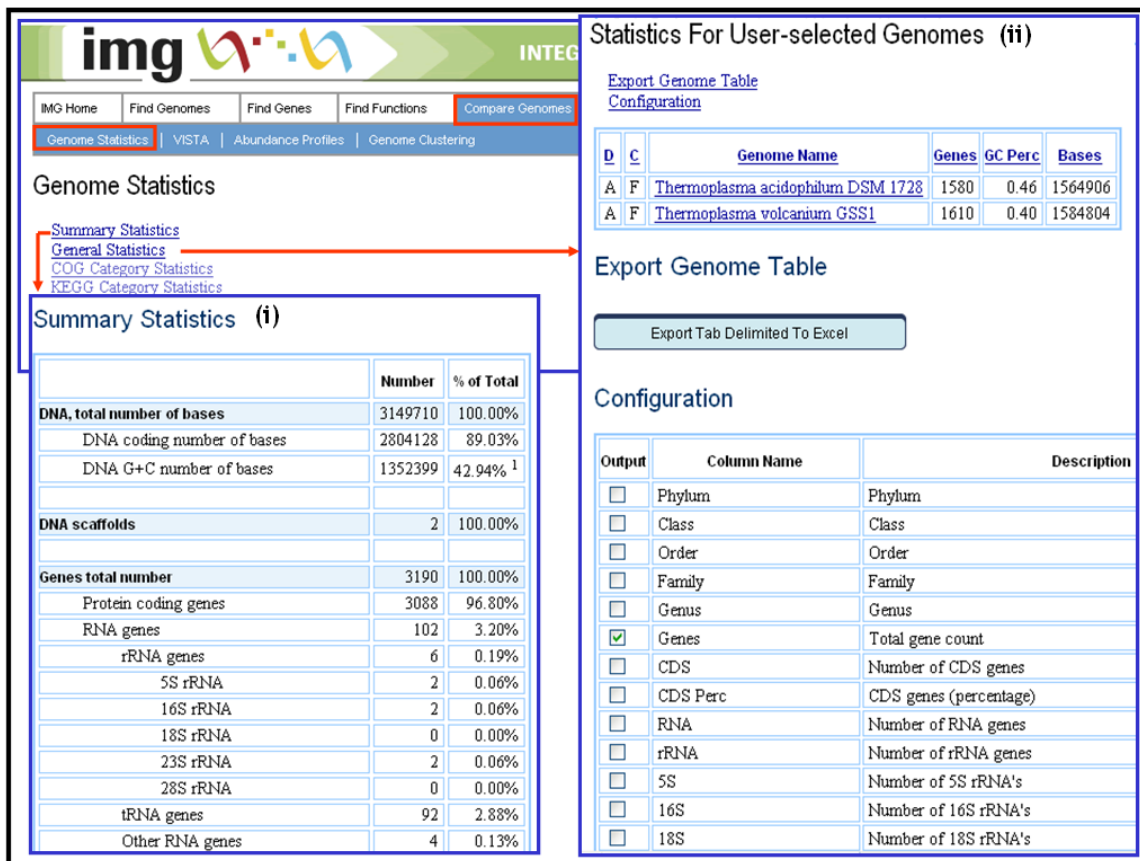 img
INTEG
IMG Home Find Genomes Find Genes Find Functions Compare Genomes
Genome Statistics | VISTA | Abundance Profiles | Genome Clustering
Genome Statistics
Summary Statistics
General Statistics
COG Category Statistics
KEGG Category Statistics
Summary Statistics (i)
Number % of Total
DNA, total number of bases 3149710 100.00%
DNA coding number of bases 2804128 89.03%
DNA G+C number of bases 1352399 42.94% 1
DNA scaffolds 2 100.00%
Genes total number 3190 100.00%
Protein coding genes 3088 96.80%
RNA genes 102 3.20%
rRNA genes 6 0.19%
5S rRNA 2 0.06%
16S rRNA 2 0.06%
18S rRNA 0 0.00%
23S rRNA 2 0.06%
28S rRNA 0 0.00%
tRNA genes 92 2.88%
Other RNA genes 4 0.13%
Statistics For User-selected Genomes (ii)
Export Genome Table
Configuration
D C Genome Name Genes GC Perc Bases
A F Thermoplasma acidophilum DSM 1728 1580 0.46 1564906
A F Thermoplasma volcanium GSS1 1610 0.40 1584804
Export Genome Table
Export Tab Delimited To Excel
Configuration
Output Column Name Description
Phylum Phylum
Class Class
Order Order
Family Family
Genus Genus
Genes Total gene count
CDS Number of CDS genes
CDS Perc CDS genes (percentage)
RNA Number of RNA genes
rRNA Number of rRNA genes
5S Number of 5S rRNA's
16S Number of 16S rRNA's
18S Number of 18S rRNA's